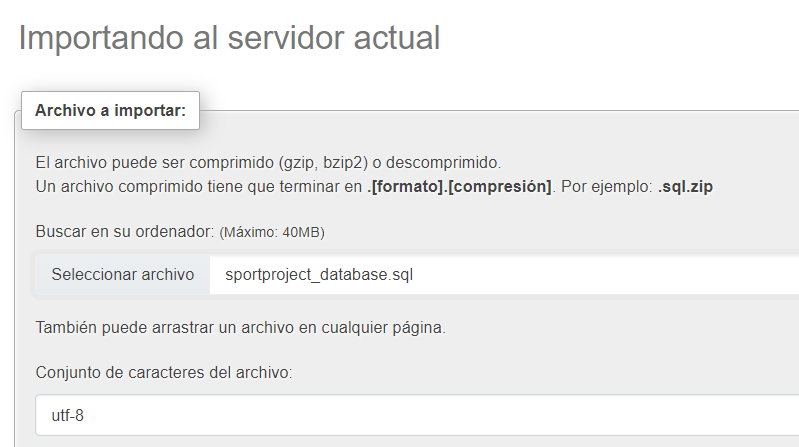 Importando al servidor actual
Archivo a importar:
El archivo puede ser comprimido (gzip, bzip2) o descomprimido.
Un archivo comprimido tiene que terminar en .[formato].[compresión]. Por ejemplo: .sql.zip
Buscar en su ordenador: (Máximo: 40MB)
Seleccionar archivo sportproject_database.sql
También puede arrastrar un archivo en cualquier página.
Conjunto de caracteres del archivo:
utf-8